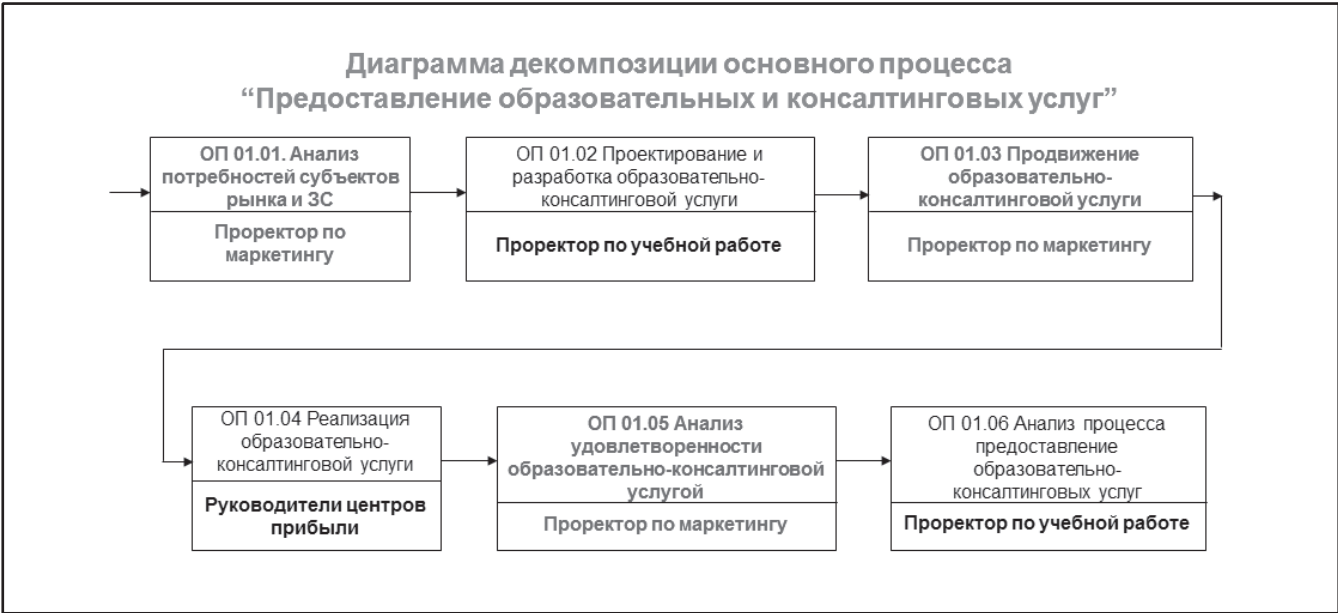 Диаграмма декомпозиции основного процесса
“Предоставление образовательных и консалтинговых услуг”
ОП 01.01. Анализ
потребностей субъектов
рынка и ЗС
Проректор по
маркетингу
ОП 01.02 Проектирование и
разработка образовательно-
консалтинговой услуги
Проректор по учебной работе
ОП 01.03 Продвижение
образовательно-
консалтинговой услуги
Проректор по маркетингу
ОП 01.04 Реализация
образовательно-
консалтинговой услуги
Руководители центров
прибыли
ОП 01.05 Анализ
удовлетворенности
образовательно-консалтинговой
услугой
Проректор по маркетингу
ОП 01.06 Анализ процесса
предоставление
образовательно-
консалтинговых услуг
Проректор по учебной работе